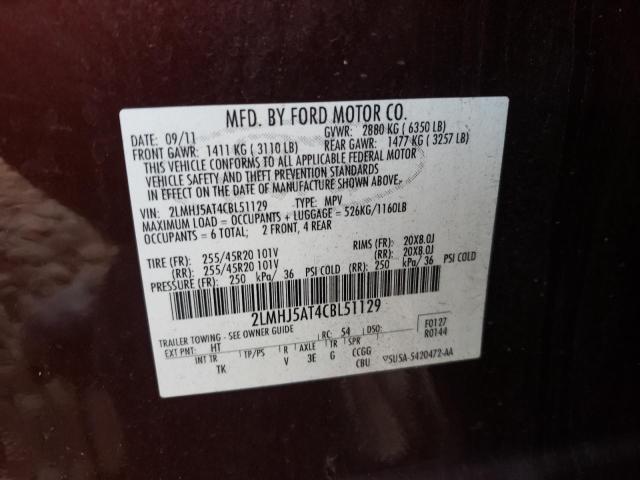 MFD. BY FORD MOTOR CO.
DATE: 09/11 GVWR: 2880 KG (6350 LB)
FRONT GAWR: 1411 KG (3110 LB) REAR GAWR: 1477 KG (3257 LB)
THIS VEHICLE CONFORMS TO ALL APPLICABLE FEDERAL MOTOR
VEHICLE SAFETY AND THEFT PREVENTION STANDARDS IN
EFFECT ON THE DATE OF MANUFACTURE SHOWN ABOVE.
VIN: 2LMHJ5AT4CBL51129 TYPE: MPV
MAXIMUM LOAD = OCCUPANTS + LUGGAGE = 526KG/1160LB
OCCUPANTS = 6 TOTAL; 2 FRONT, 4 REAR
TIRE (FR): 255/45R20 101V RIMS (FR): 20X8.0J
(RR): 255/45R20 101V (RR): 20X8.0J
PRESSURE (FR): 250 kPa/ 36 PSI COLD (RR): 250 kPa/ 36 PSI COLD
2LMHJ5AT4CBL51129
TRAILER TOWING - SEE OWNER GUIDE
EXT PNT: HT RC: 54 DSO: F0127
R0144
INT TR TP/PS R AXLE TR SPR
TK V 3E G CCGG
CBU
5U5A-5420472-AA